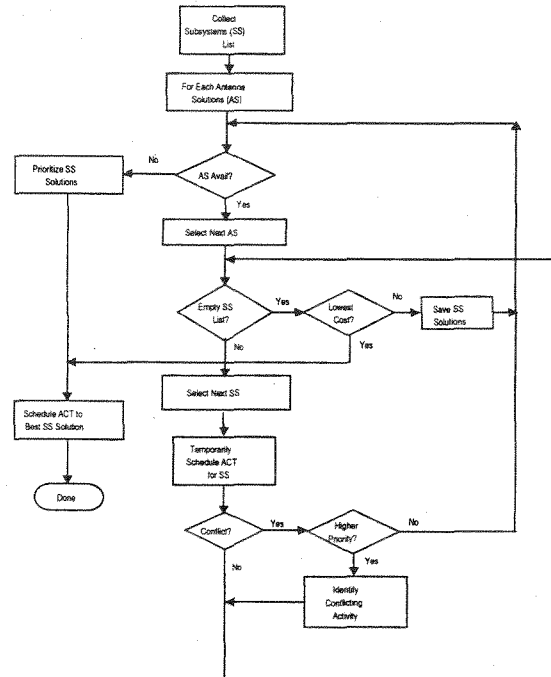 Collect
Subsystems (SS)
List
For Each Antenne
Solutions (AS)
No
Prioritize SS
Solutions
AS Avail?
Yes
Select Next AS
Empty SS
List?
Yes
Lowest
Cost?
No
Save SS
Solutions
No
Yes
Select Next SS
Schedule ACT to
Best SS Solution
Temporarily
Schedule ACT
for SS
Done
Conflict?
Yes
Higher
Priority?
No
No
Yes
Identify
Conflicting
Activity